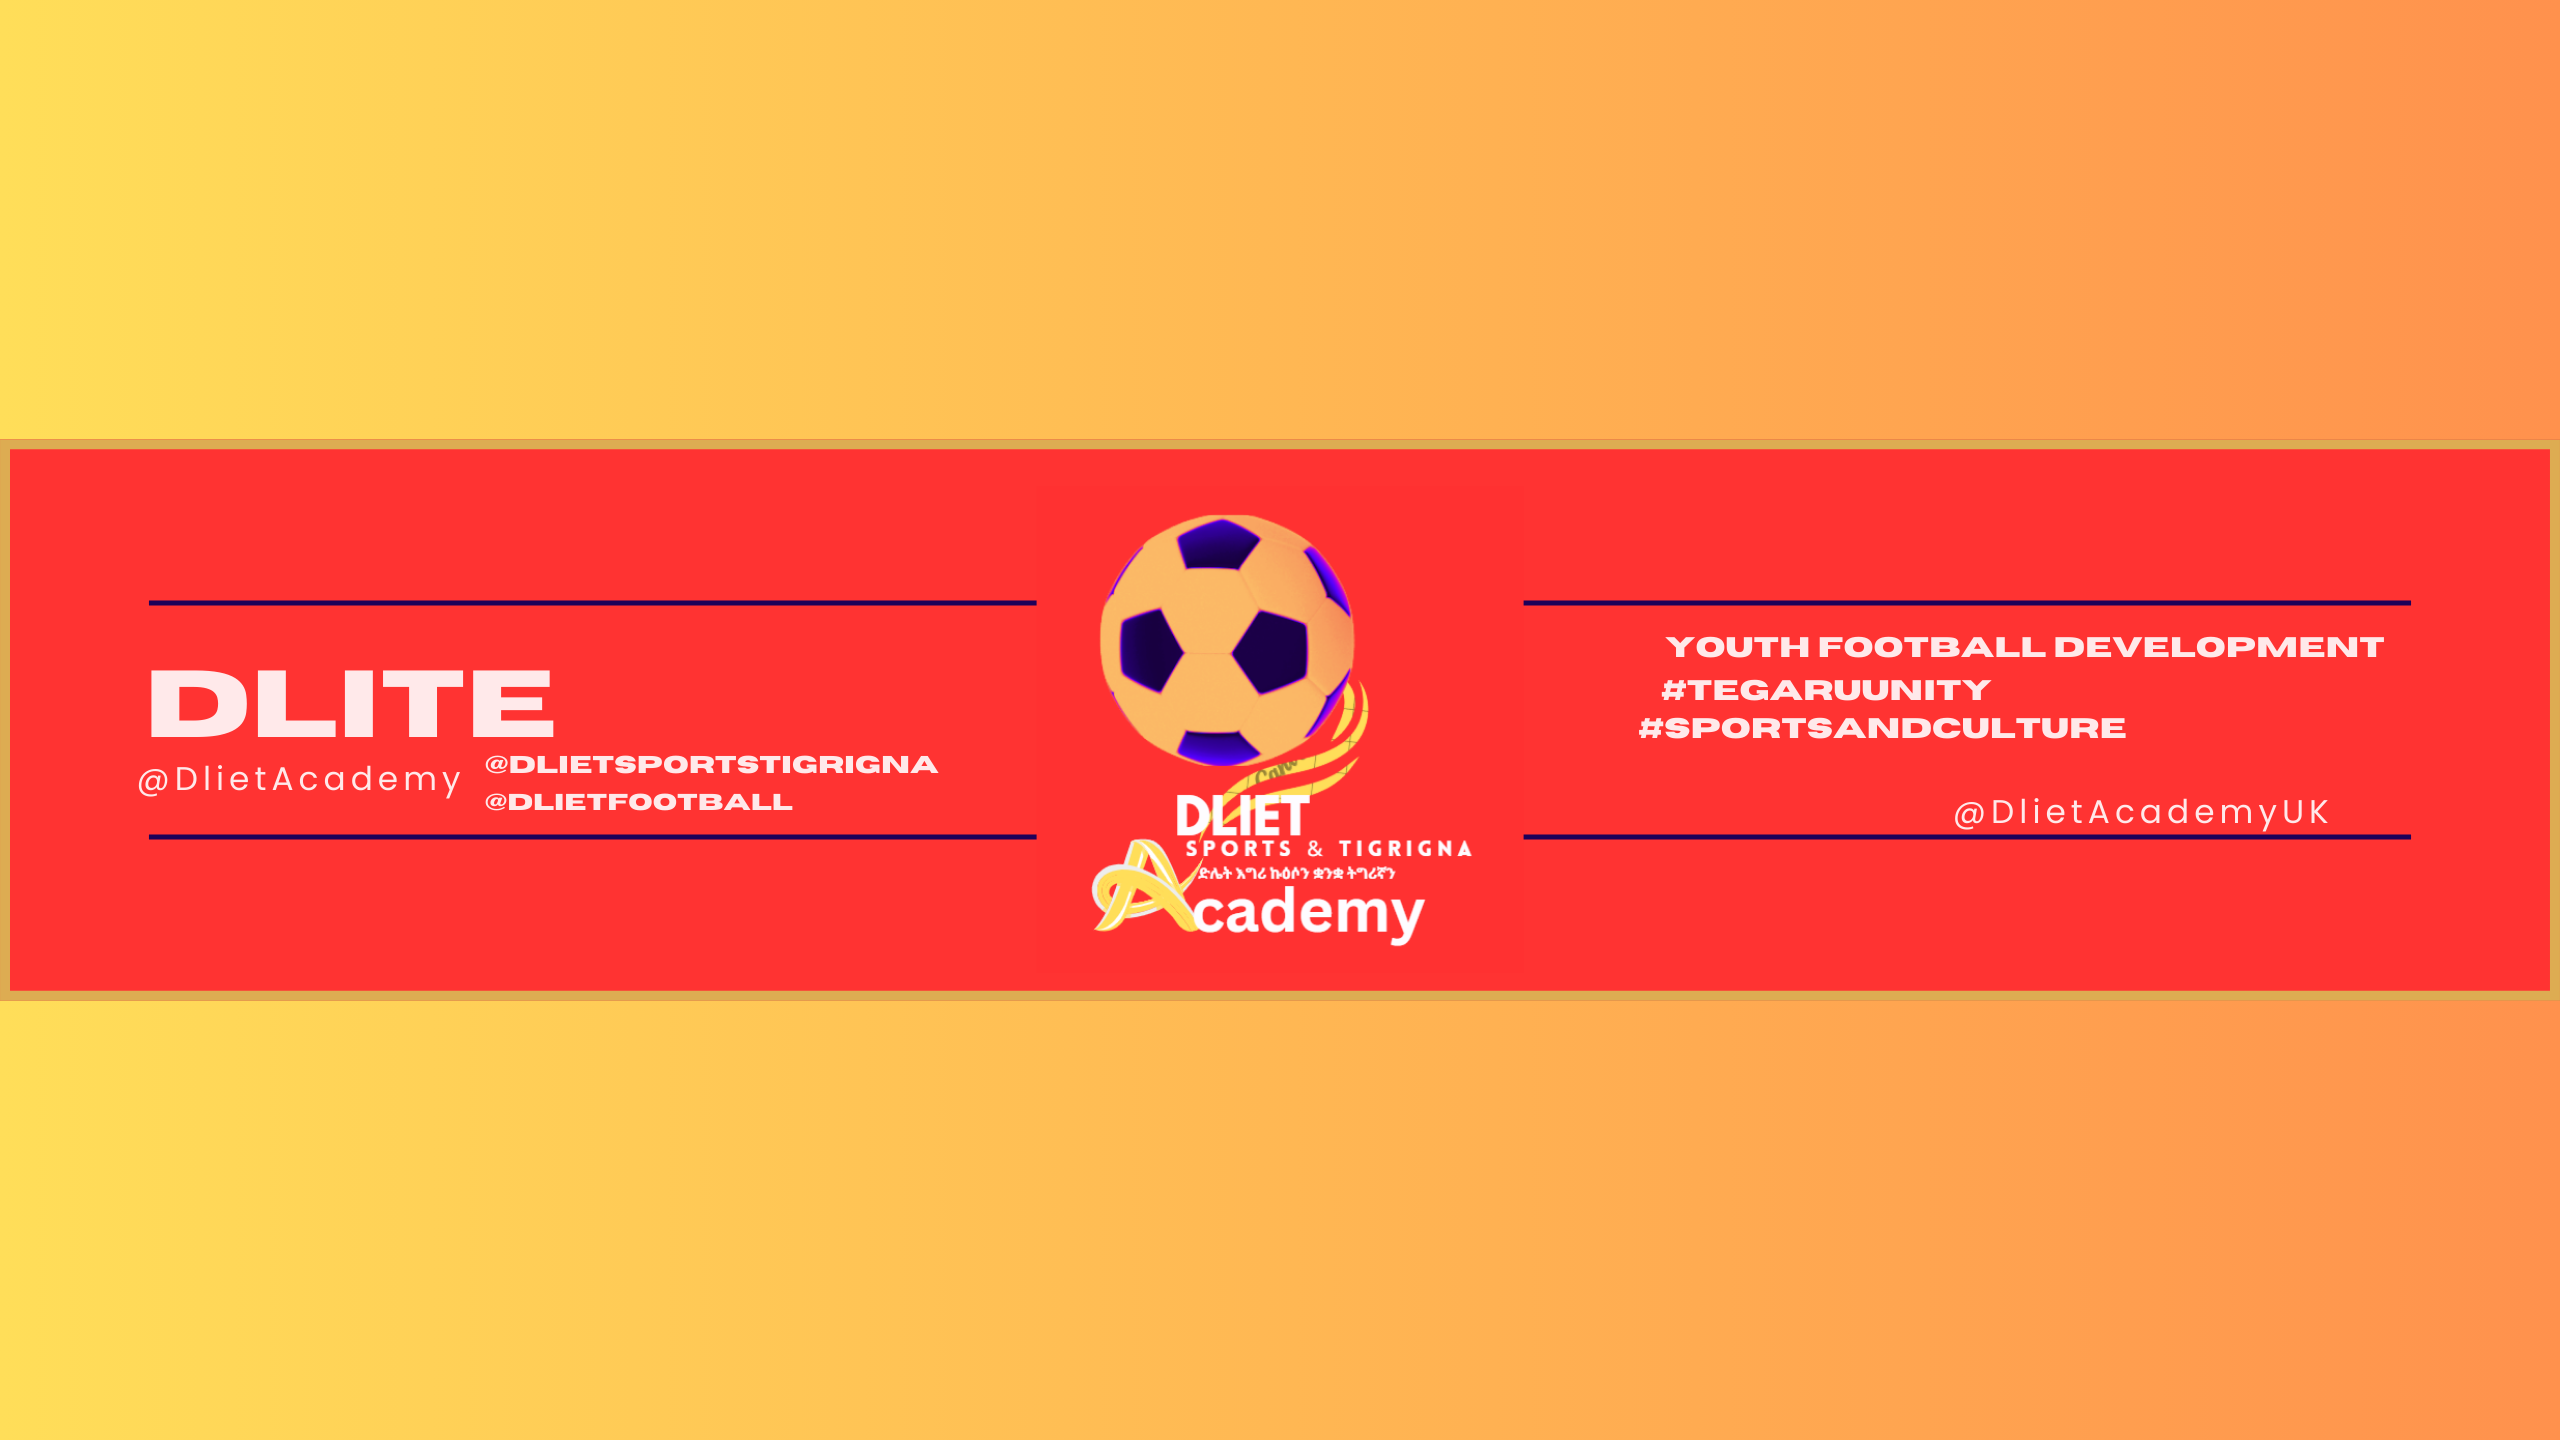 DLITE
@DlietAcademy
@DLIETSPORTSTIGRIGNA
@DLIETFOOTBALL
DLIET
SPORTS & TIGRIGNA
ድሌት እግሪ ኩዕሶን ቋንቋ ትግሪኛን
Academy
YOUTH FOOTBALL DEVELOPMENT
#TEGARUUNITY
#SPORTSANDCULTURE
@DlietAcademyUK